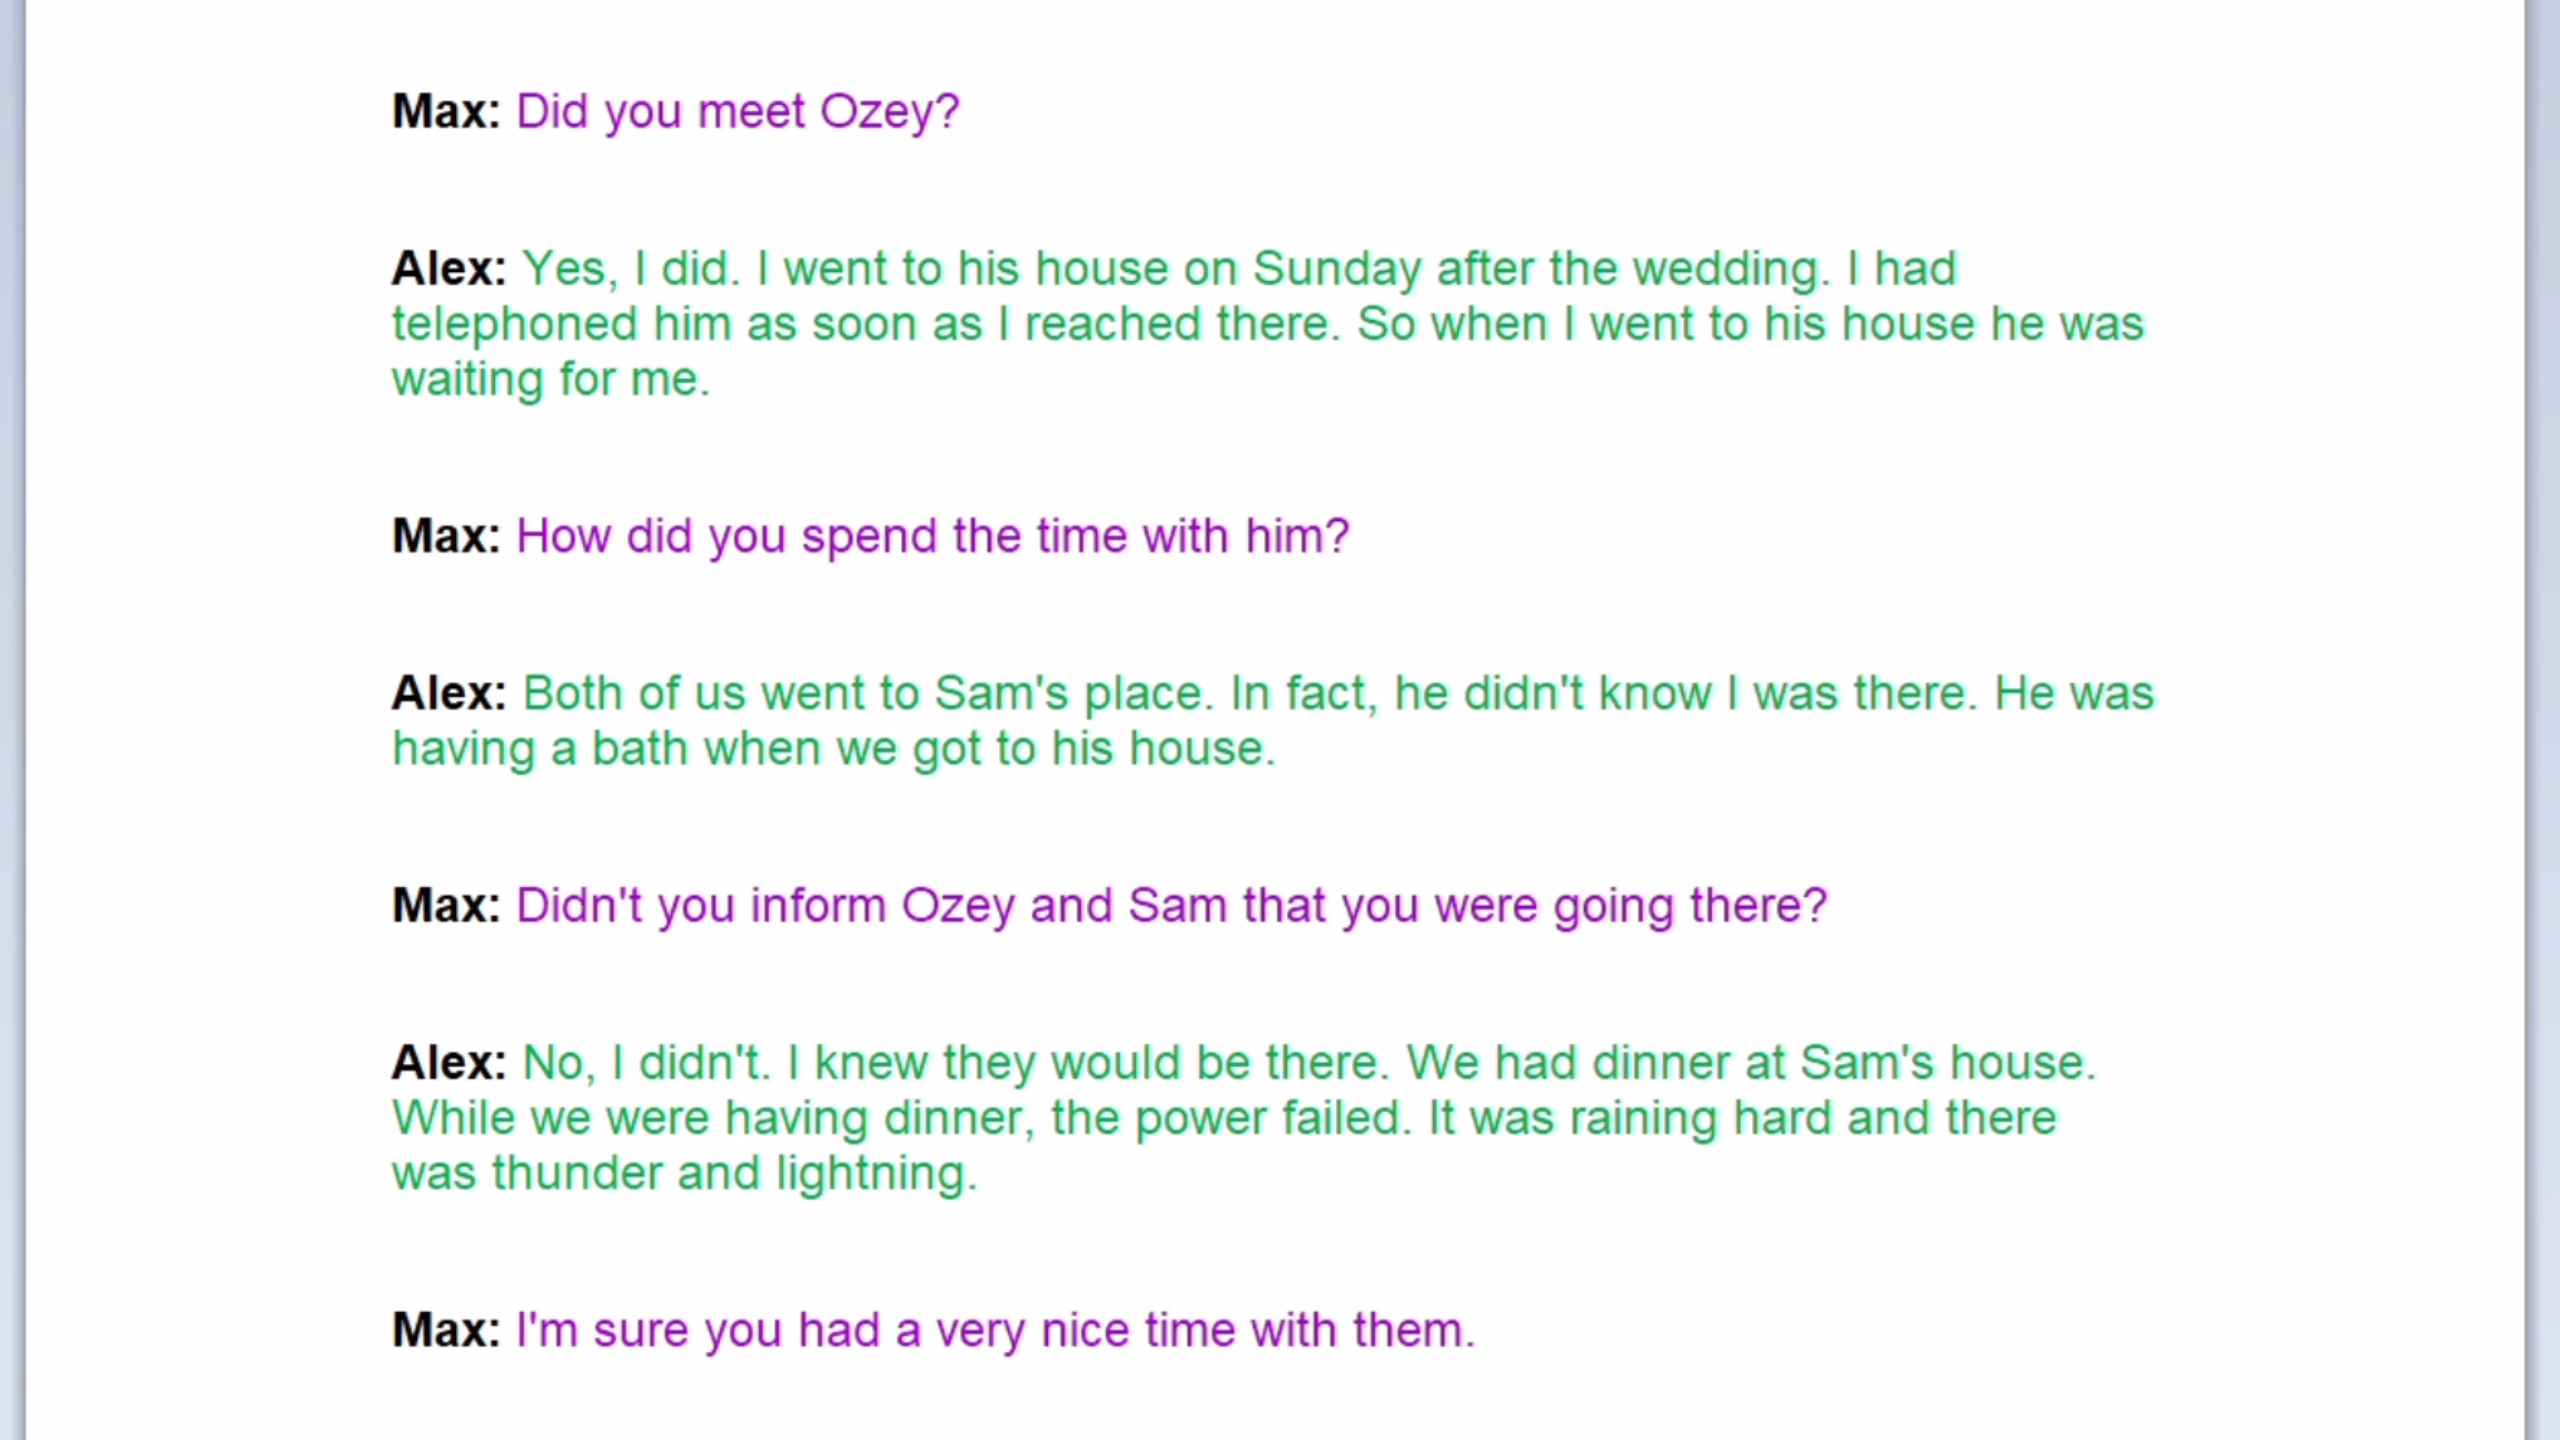 Max: Did you meet Ozey?
Alex: Yes, I did. I went to his house on Sunday after the wedding. I had
telephoned him as soon as I reached there. So when I went to his house he was
waiting for me.
Max: How did you spend the time with him?
Alex: Both of us went to Sam's place. In fact, he didn't know I was there. He was
having a bath when we got to his house.
Max: Didn't you inform Ozey and Sam that you were going there?
Alex: No, I didn't. I knew they would be there. We had dinner at Sam's house.
While we were having dinner, the power failed. It was raining hard and there
was thunder and lightning.
Max: I'm sure you had a very nice time with them.